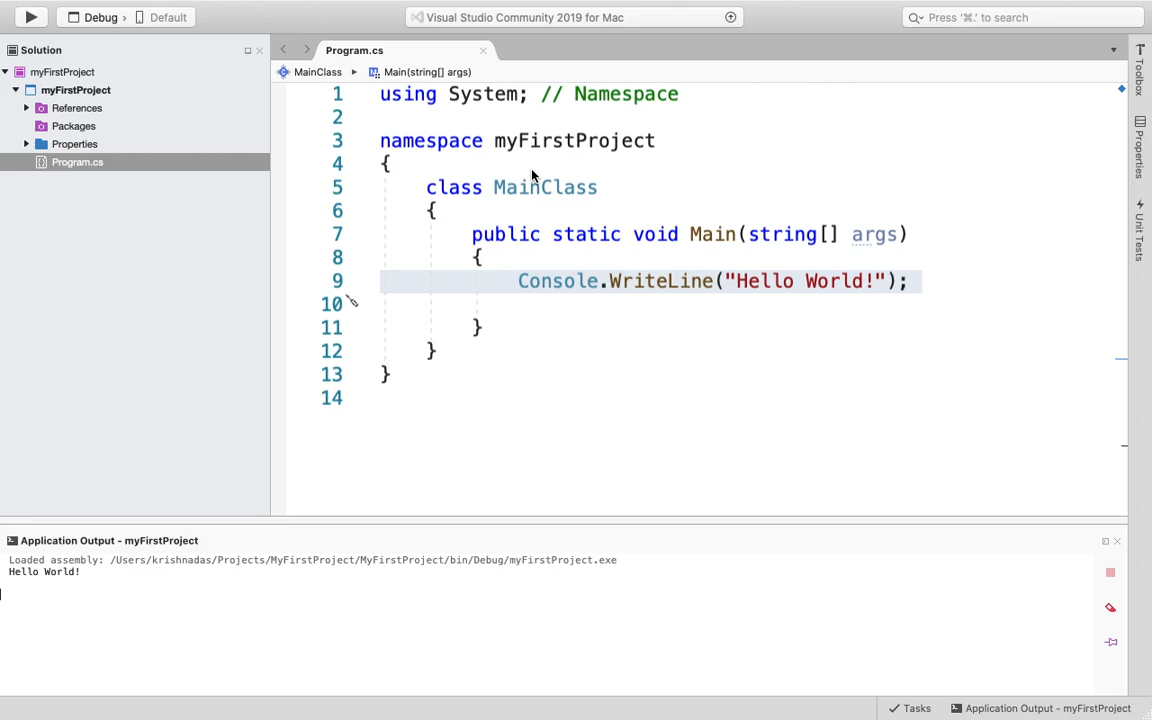 Debug › Default
Visual Studio Community 2019 for Mac
Press '⌘.' to search
Solution
myFirstProject
myFirstProject
References
Packages
Properties
Program.cs
Program.cs
MainClass ▸ Main(string[] args)
1 using System; // Namespace
2
3 namespace myFirstProject
4 {
5 class MainClass
6 {
7 public static void Main(string[] args)
8 {
9 Console.WriteLine("Hello World!");
10
11 }
12 }
13 }
14
Toolbox
Properties
Unit Tests
Application Output - myFirstProject
Loaded assembly: /Users/krishnadas/Projects/MyFirstProject/MyFirstProject/bin/Debug/myFirstProject.exe
Hello World!
Tasks
Application Output - myFirstProject